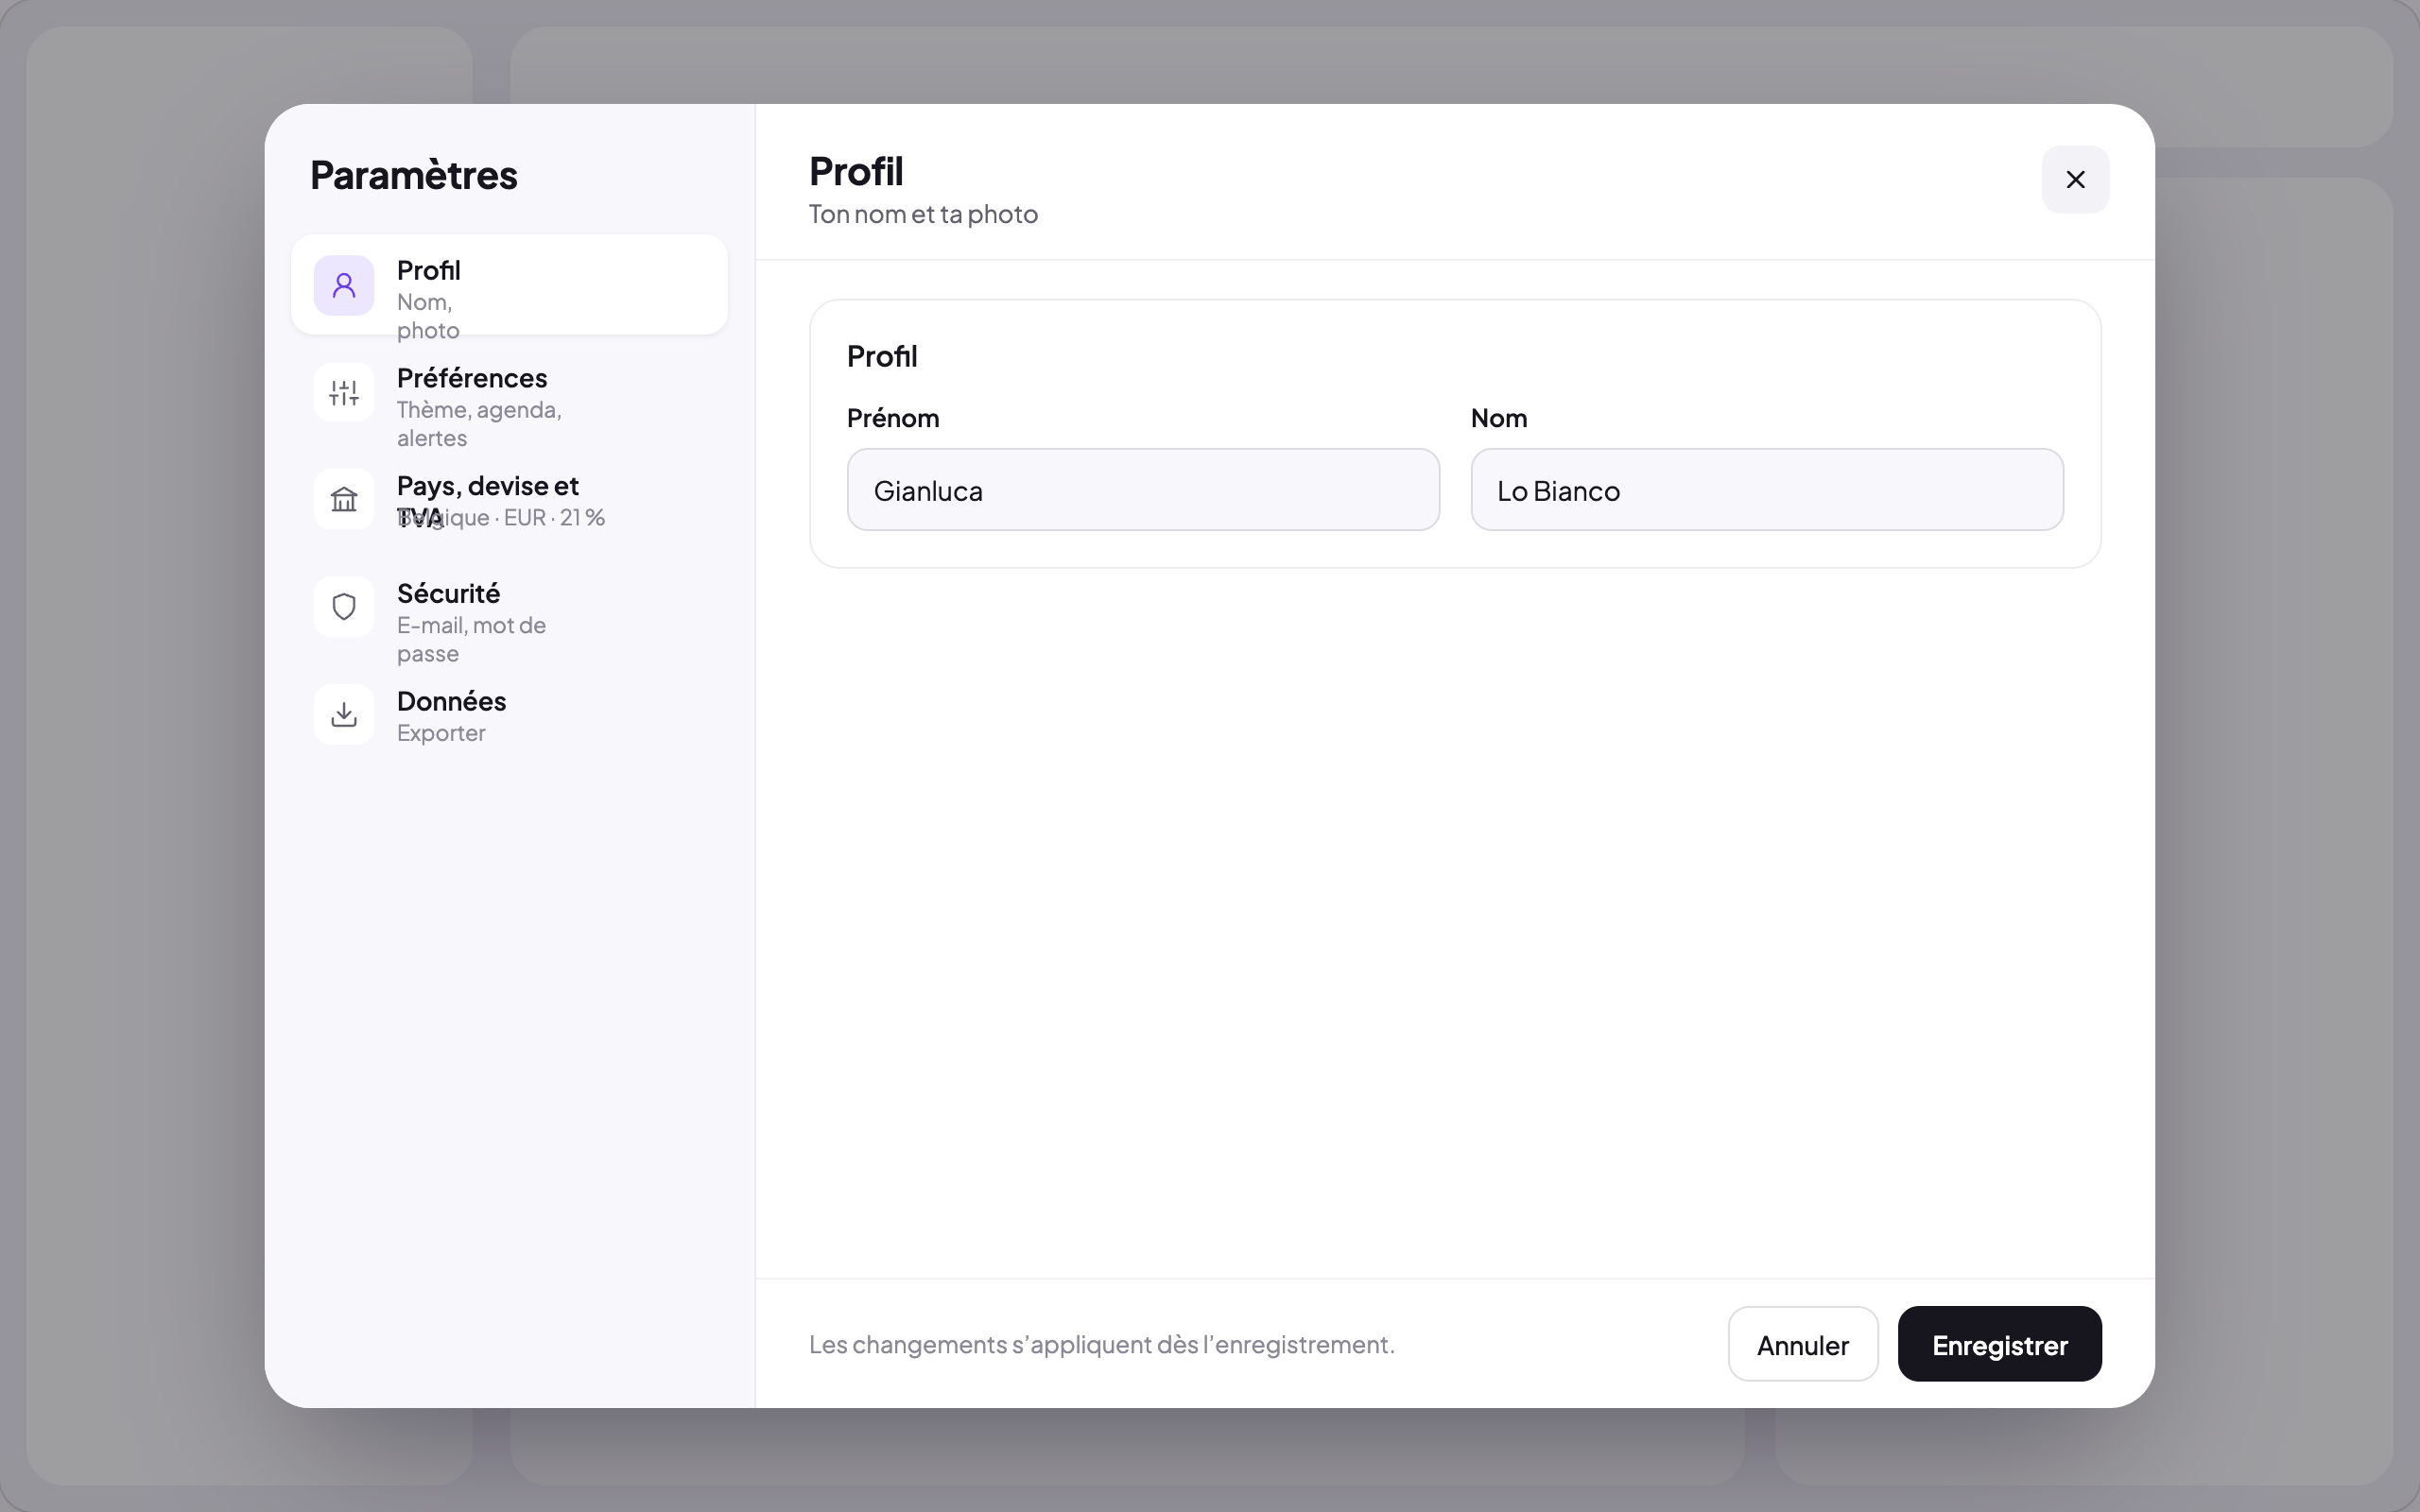 Paramètres
Profil
Nom,
photo
Préférences
Thème, agenda,
alertes
Pays, devise et
TVA
Belgique · EUR · 21 %
Sécurité
E-mail, mot de
passe
Données
Exporter
Profil
Ton nom et ta photo
Profil
Prénom
Nom
Gianluca
Lo Bianco
Les changements s’appliquent dès l’enregistrement.
Annuler
Enregistrer